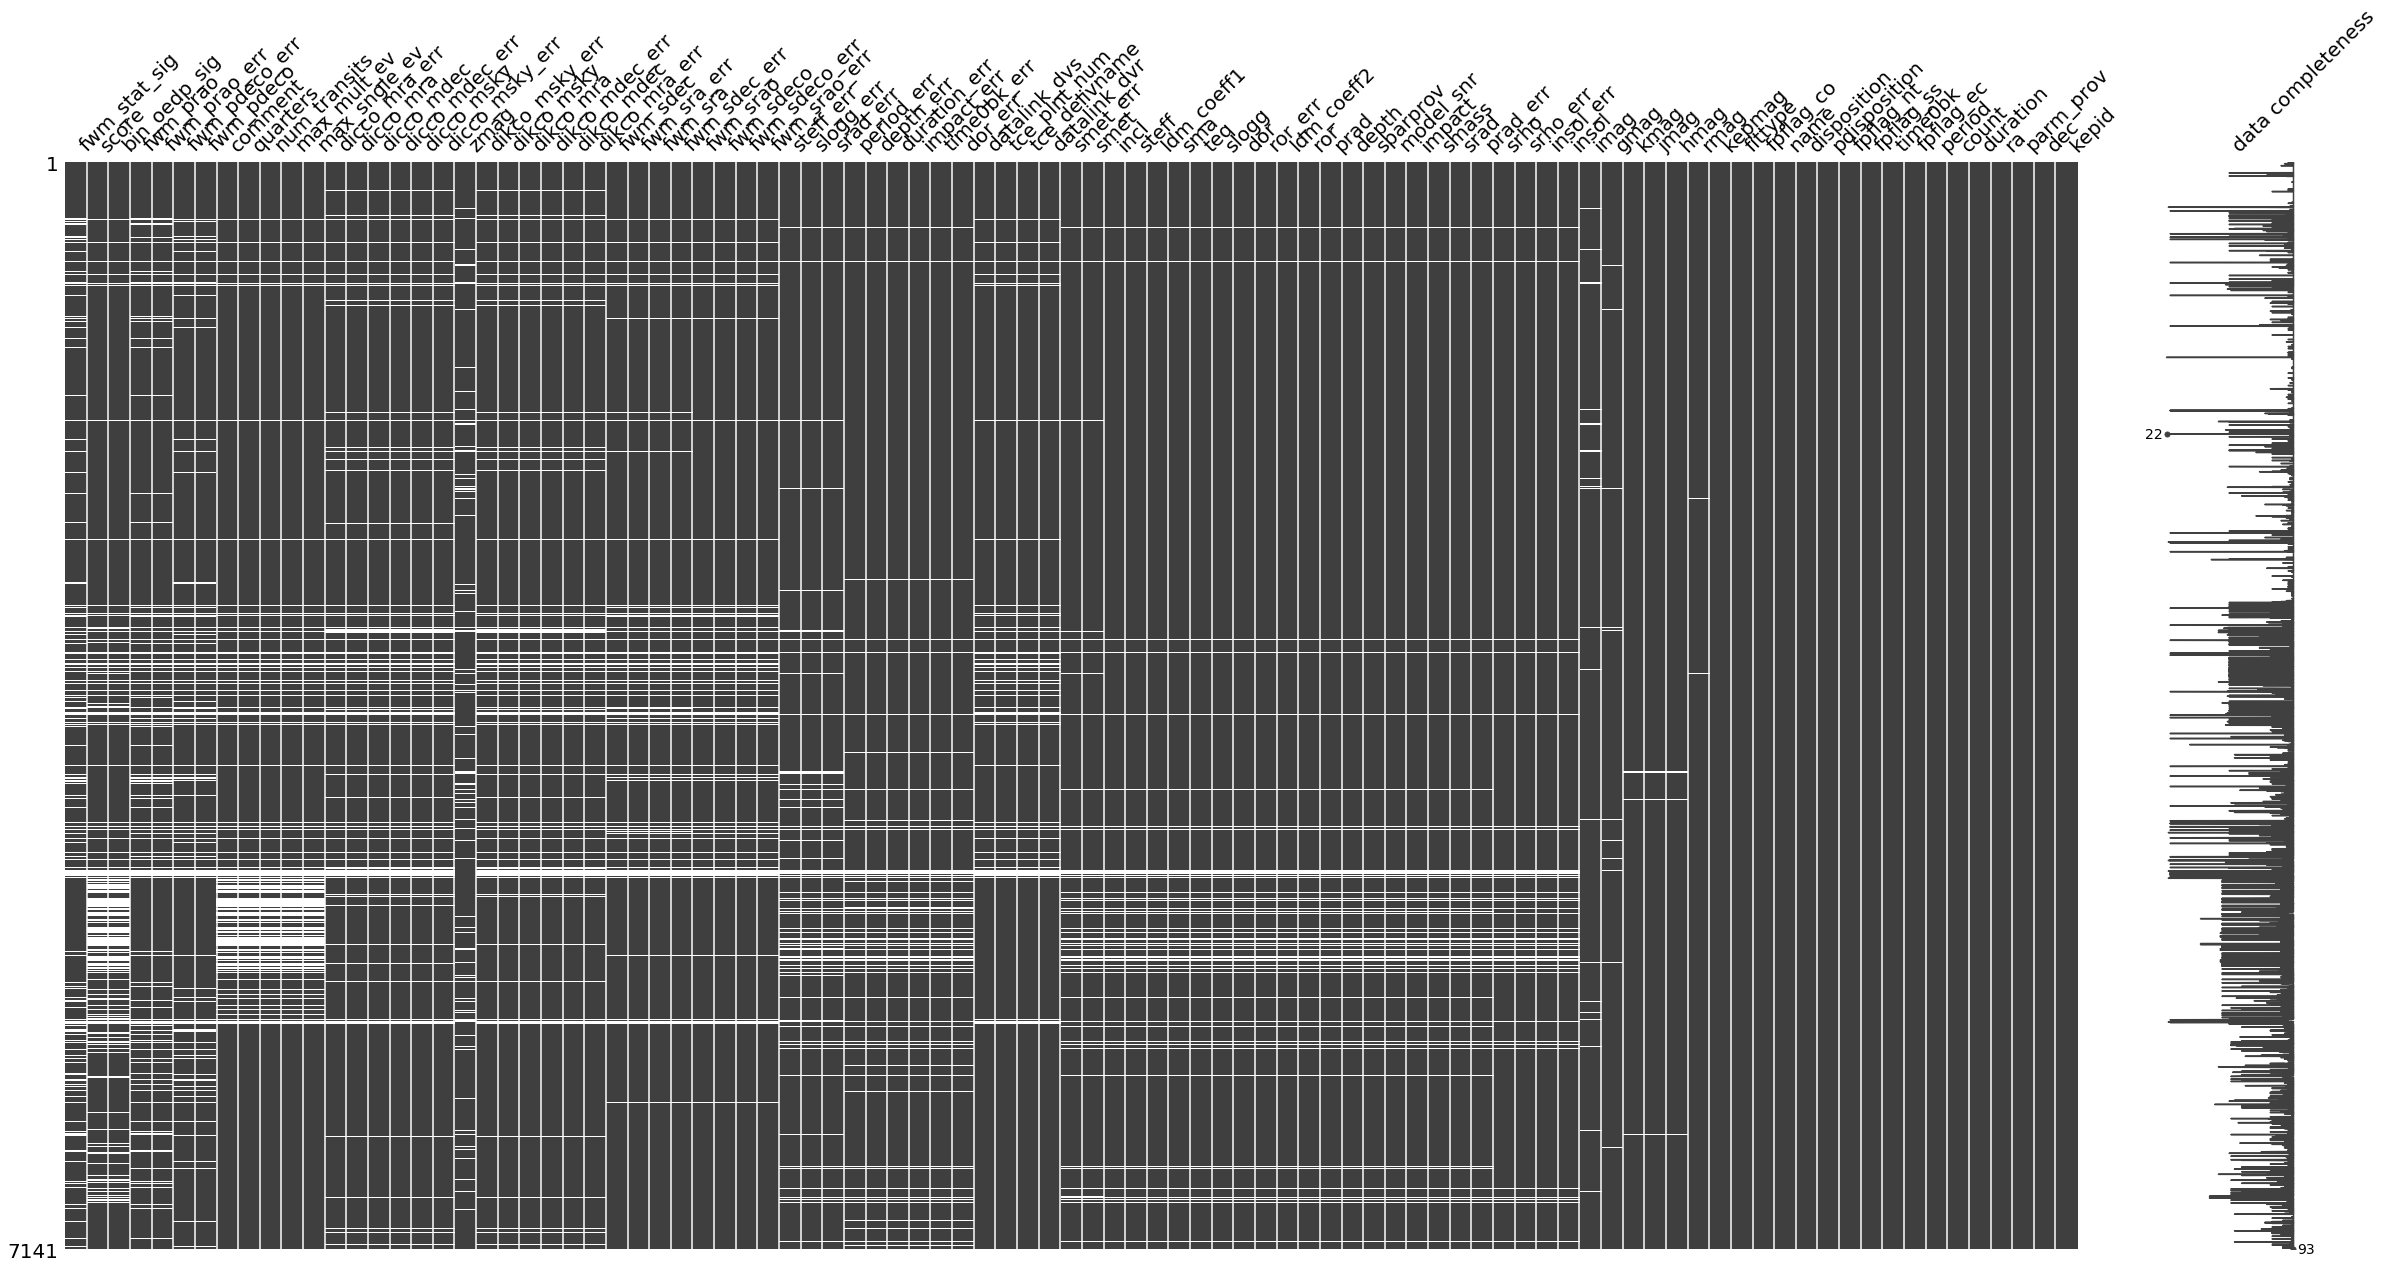 fwm_stat_sig
score
bin_oedp_sig
fwm_prao
fwm_prao_err
fwm_pdeco_err
fwm_pdeco
comment
quarters
num_transits
max_mult_ev
max_sngle_ev
dicco_mra_err
dicco_mra
dicco_mdec
dicco_mdec_err
dicco_msky
dicco_msky_err
zmag
dikco_msky_err
dikco_msky
dikco_mra
dikco_mdec_err
dikco_mdec
dikco_mra_err
fwm_sdec
fwm_sra_err
fwm_sra
fwm_sdec_err
fwm_srao
fwm_sdeco
fwm_sdeco_err
fwm_srao_err
steff_err
slogg_err
srad_err
period_err
depth_err
duration_err
impact_err
time0bk_err
dor_err
datalink_dvs
tce_plnt_num
tce_delivname
datalink_dvr
smet_err
smet
incl
steff
ldm_coeff1
sma
teq
slogg
dor
ror_err
ldm_coeff2
ror
prad
depth
sparprov
model_snr
impact
smass
srad
prad_err
srho
srho_err
insol_err
insol
imag
gmag
kmag
jmag
hmag
rmag
kepmag
fittype
fpflag_co
name
disposition
pdisposition
fpflag_nt
fpflag_ss
time0bk
fpflag_ec
period
count
duration
ra
parm_prov
dec
kepid
data completeness
1
22
7141
93